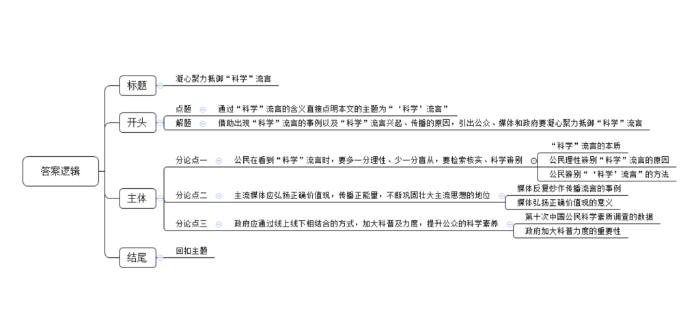 答案逻辑
标题
凝心聚力抵御“科学”流言
开头
点题 通过“科学”流言的含义直接点明本文的主题为“‘科学’流言”
解题 借助出现“科学”流言的事例以及“科学”流言兴起、传播的原因，引出公众、媒体和政府要凝心聚力抵御“科学”流言
主体
分论点一 公民在看到“科学”流言时，要多一分理性、少一分盲从，要检索核实、科学辨别
“科学”流言的本质
公民理性辨别“科学”流言的原因
公民辨别“‘科学’流言”的方法
分论点二 主流媒体应弘扬正确价值观，传播正能量，不断巩固壮大主流思想的地位
媒体反复炒作传播流言的事例
媒体弘扬正确价值观的意义
分论点三 政府应通过线上线下相结合的方式，加大科普及力度，提升公众的科学素养
第十次中国公民科学素质调查的数据
政府加大科普力度的重要性
结尾
回扣主题